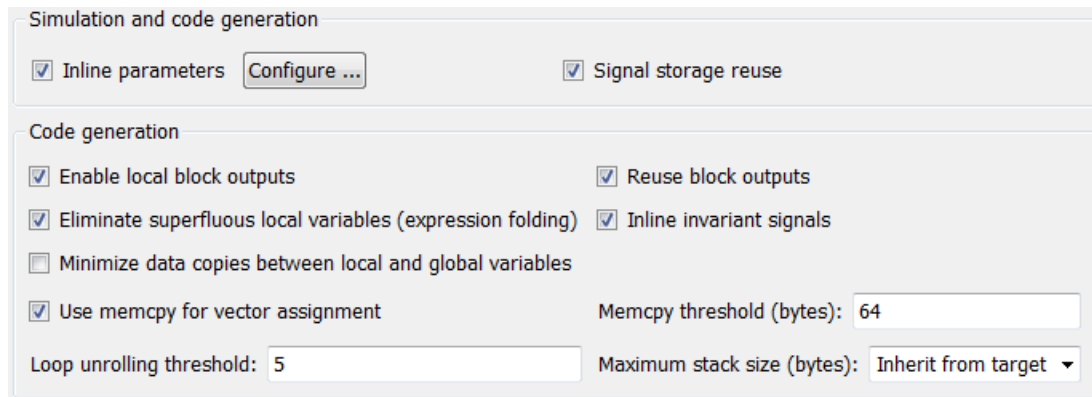 Simulation and code generation
Inline parameters Configure ... Signal storage reuse
Code generation
Enable local block outputs Reuse block outputs
Eliminate superfluous local variables (expression folding) Inline invariant signals
Minimize data copies between local and global variables
Use memcpy for vector assignment Memcpy threshold (bytes): 64
Loop unrolling threshold: 5 Maximum stack size (bytes): Inherit from target